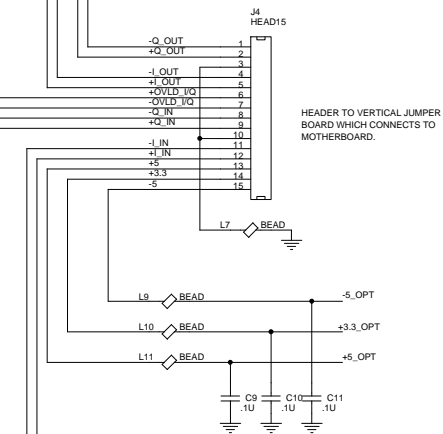 J4
HEAD15
-Q_OUT 1
+Q_OUT 2
3
-I_OUT 4
+I_OUT 5
+OVLD_I/Q 6
-OVLD_I/Q 7
-Q_IN 8
+Q_IN 9
10
-I_IN 11
+I_IN 12
+5 13
+3.3 14
-5 15
HEADER TO VERTICAL JUMPER
BOARD WHICH CONNECTS TO
MOTHERBOARD.
L7 BEAD
L9 BEAD -5_OPT
L10 BEAD +3.3_OPT
L11 BEAD +5_OPT
C9 C10 C11
.1U .1U .1U